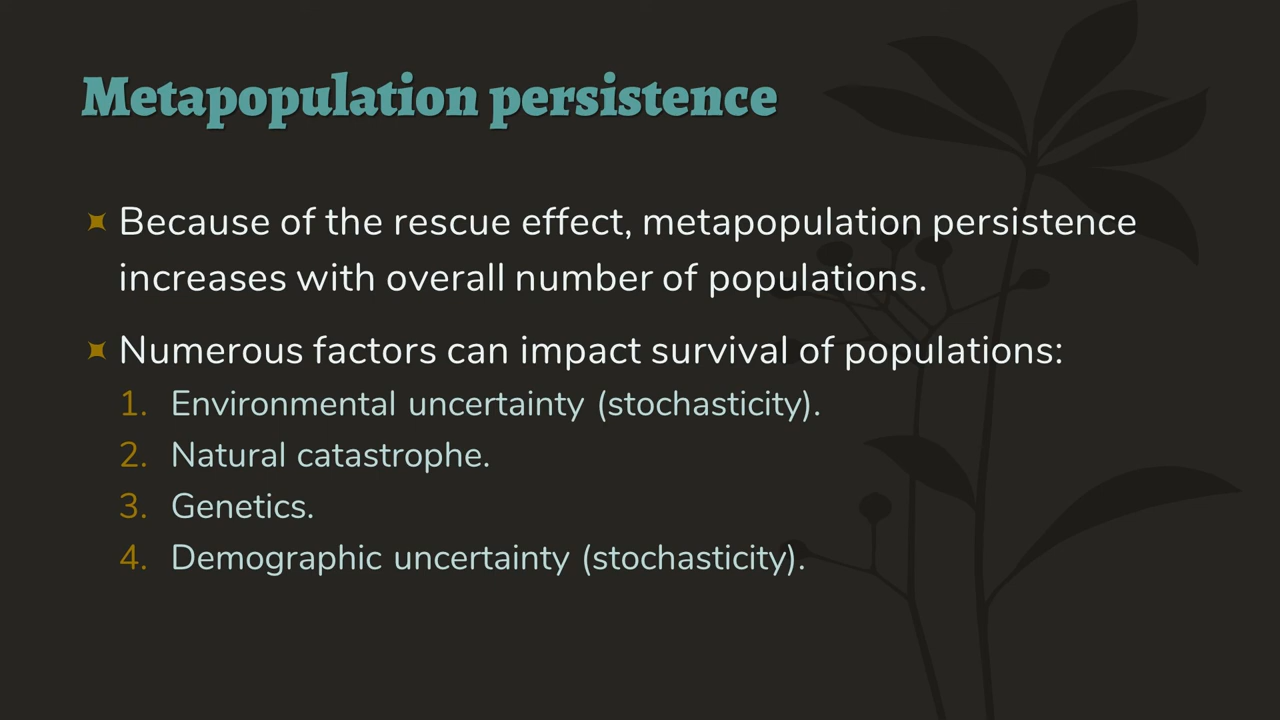 Metapopulation persistence
Because of the rescue effect, metapopulation persistence
increases with overall number of populations.
Numerous factors can impact survival of populations:
1. Environmental uncertainty (stochasticity).
2. Natural catastrophe.
3. Genetics.
4. Demographic uncertainty (stochasticity).